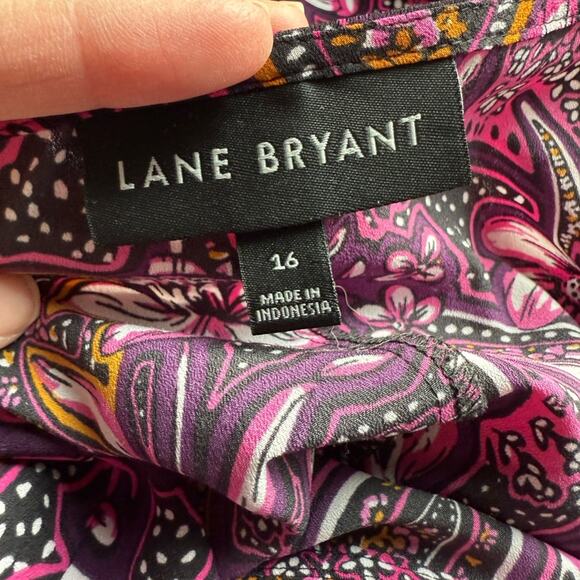 LANE BRYANT
16
MADE IN
INDONESIA